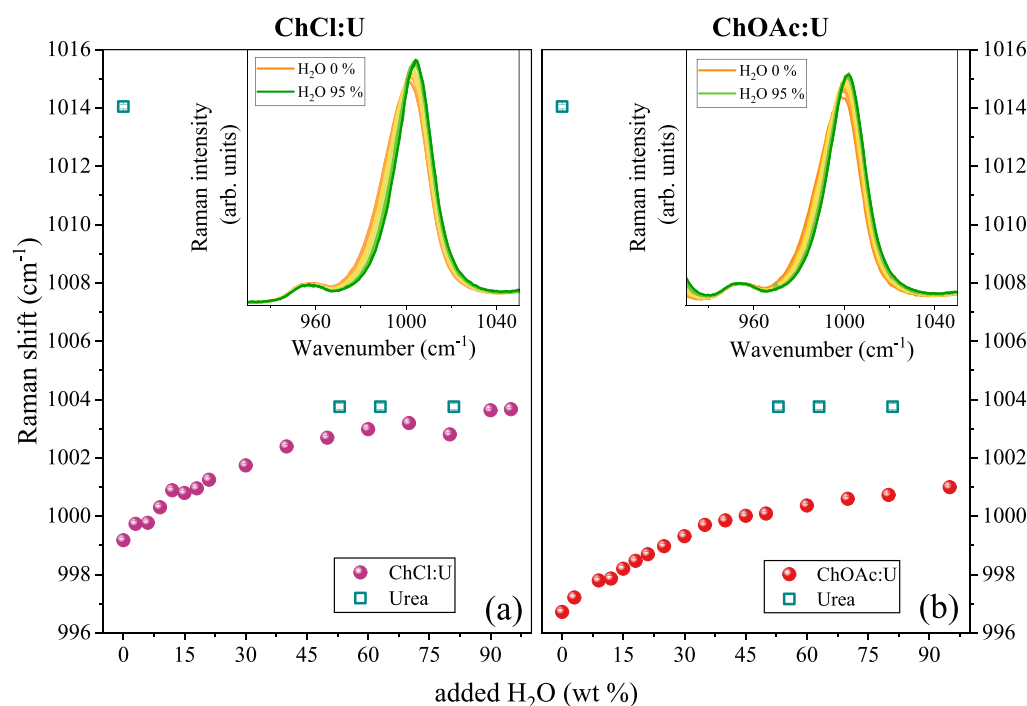 ChCl:U
ChOAc:U
Raman shift (cm⁻¹)
1016
1014
1012
1010
1008
1006
1004
1002
1000
998
996
H₂O 0 %
H₂O 95 %
Raman intensity
(arb. units)
960
1000
1040
Wavenumber (cm⁻¹)
ChCl:U
Urea
(a)
0
15
30
45
60
75
90
H₂O 0 %
H₂O 95 %
Raman intensity
(arb. units)
960
1000
1040
Wavenumber (cm⁻¹)
ChOAc:U
Urea
(b)
0
15
30
45
60
75
90
1016
1014
1012
1010
1008
1006
1004
1002
1000
998
996
added H₂O (wt %)